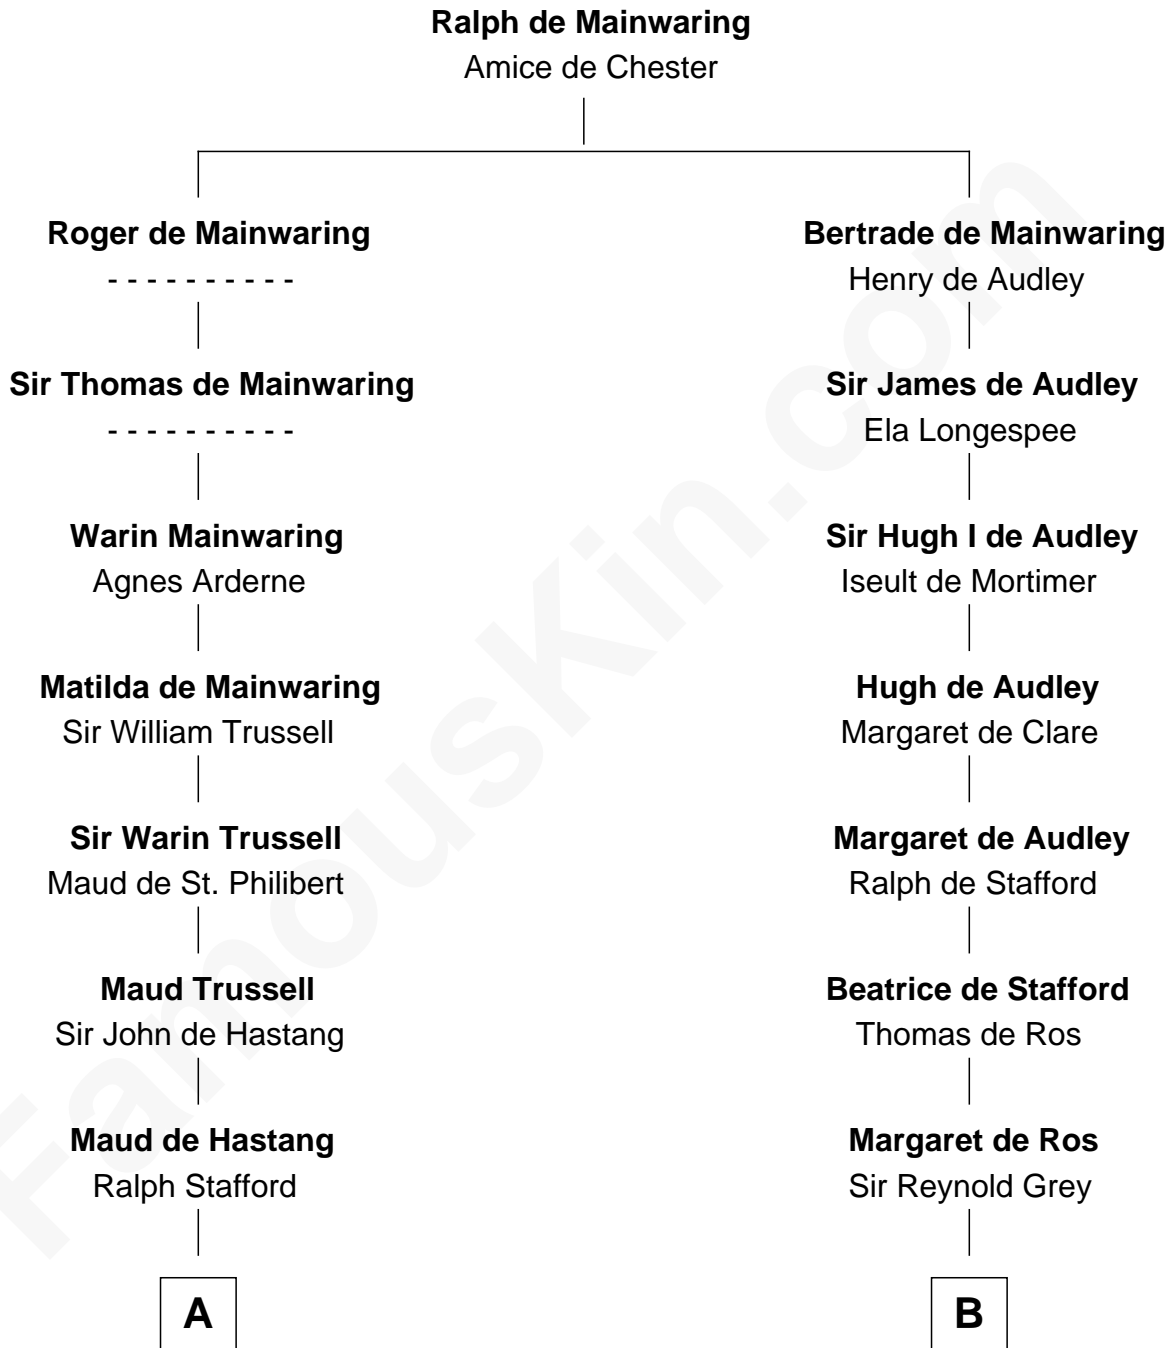 Ralph de Mainwaring
Amice de Chester
Roger de Mainwaring
- - - - - - - - - -
Sir Thomas de Mainwaring
- - - - - - - - - -
Warin Mainwaring
Agnes Arderne
Matilda de Mainwaring
Sir William Trussell
Sir Warin Trussell
Maud de St. Philibert
Maud Trussell
Sir John de Hastang
Maud de Hastang
Ralph Stafford
A
Bertrade de Mainwaring
Henry de Audley
Sir James de Audley
Ela Longespee
Sir Hugh I de Audley
Iseult de Mortimer
Hugh de Audley
Margaret de Clare
Margaret de Audley
Ralph de Stafford
Beatrice de Stafford
Thomas de Ros
Margaret de Ros
Sir Reynold Grey
B
FamousKin.com